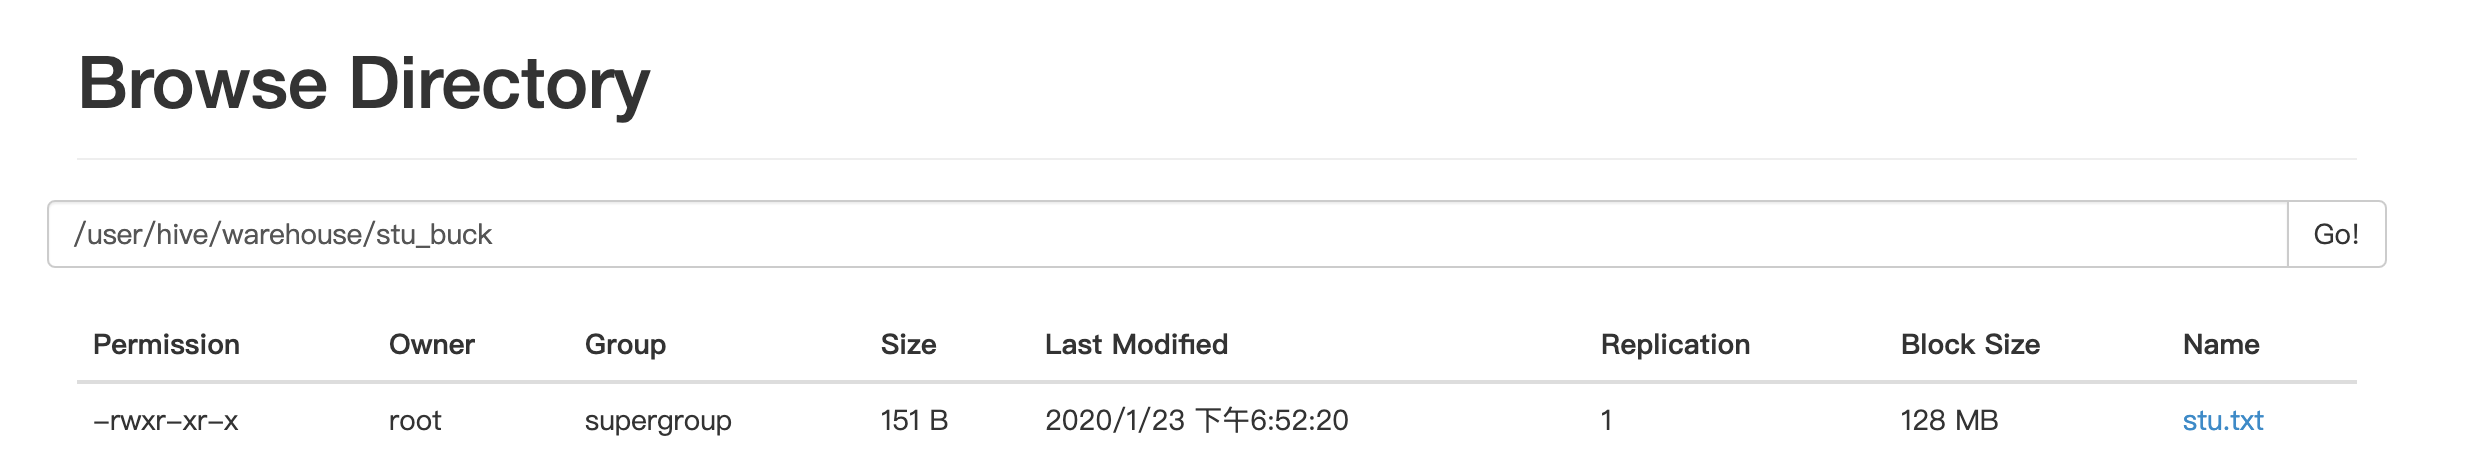 Browse Directory
/user/hive/warehouse/stu_buck Go!
Permission Owner Group Size Last Modified Replication Block Size Name
-rwxr-xr-x root supergroup 151 B 2020/1/23 下午6:52:20 1 128 MB stu.txt